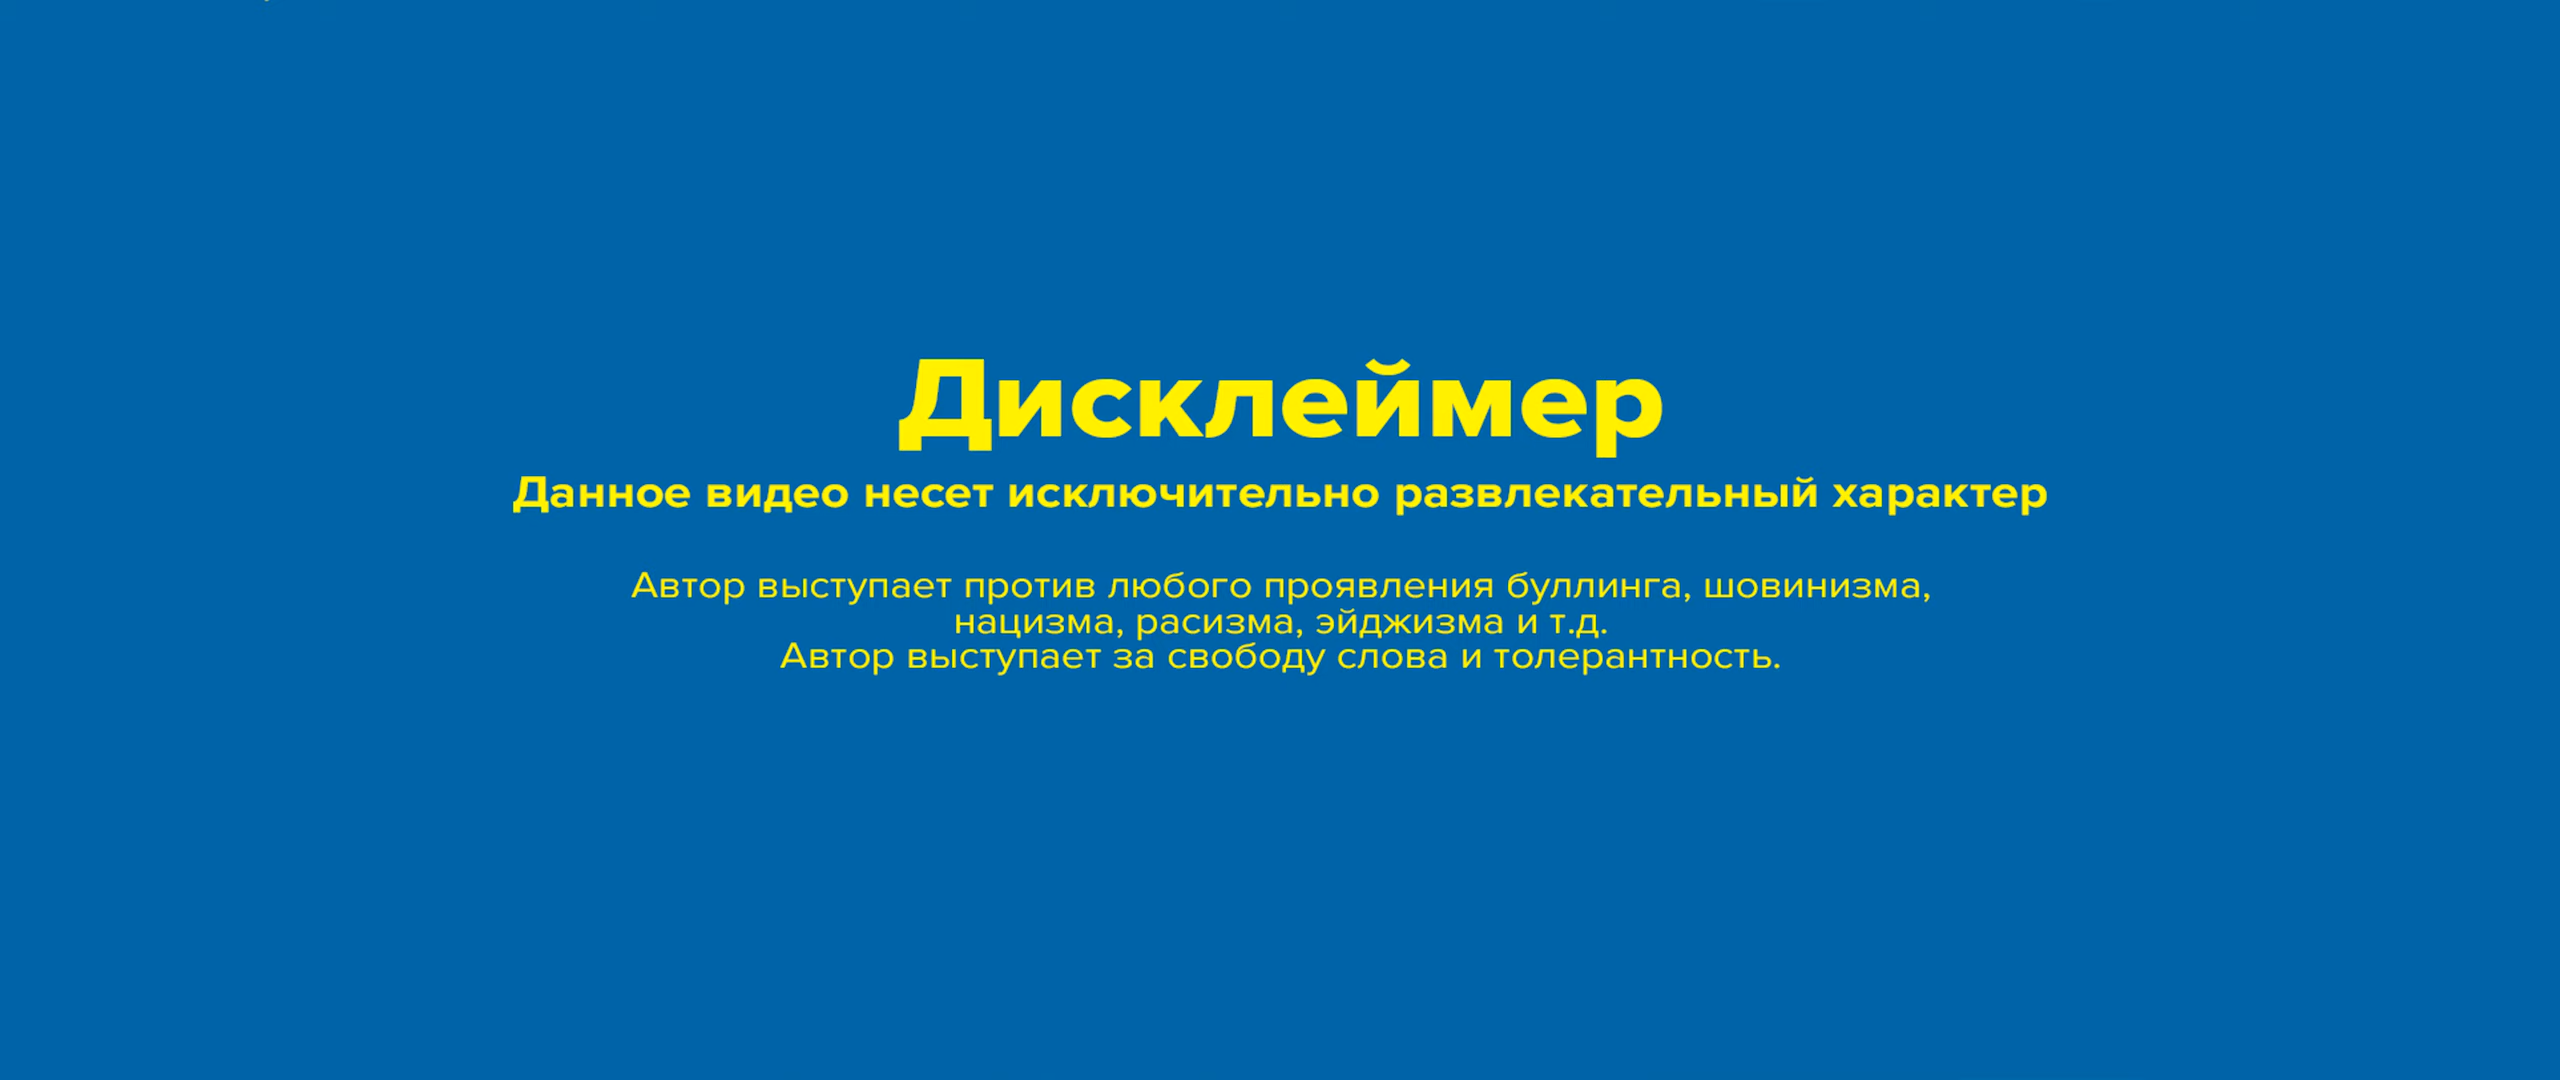 Дисклеймер
Данное видео несет исключительно развлекательный характер
Автор выступает против любого проявления буллинга, шовинизма,
нацизма, расизма, эйджизма и т.д.
Автор выступает за свободу слова и толерантность.